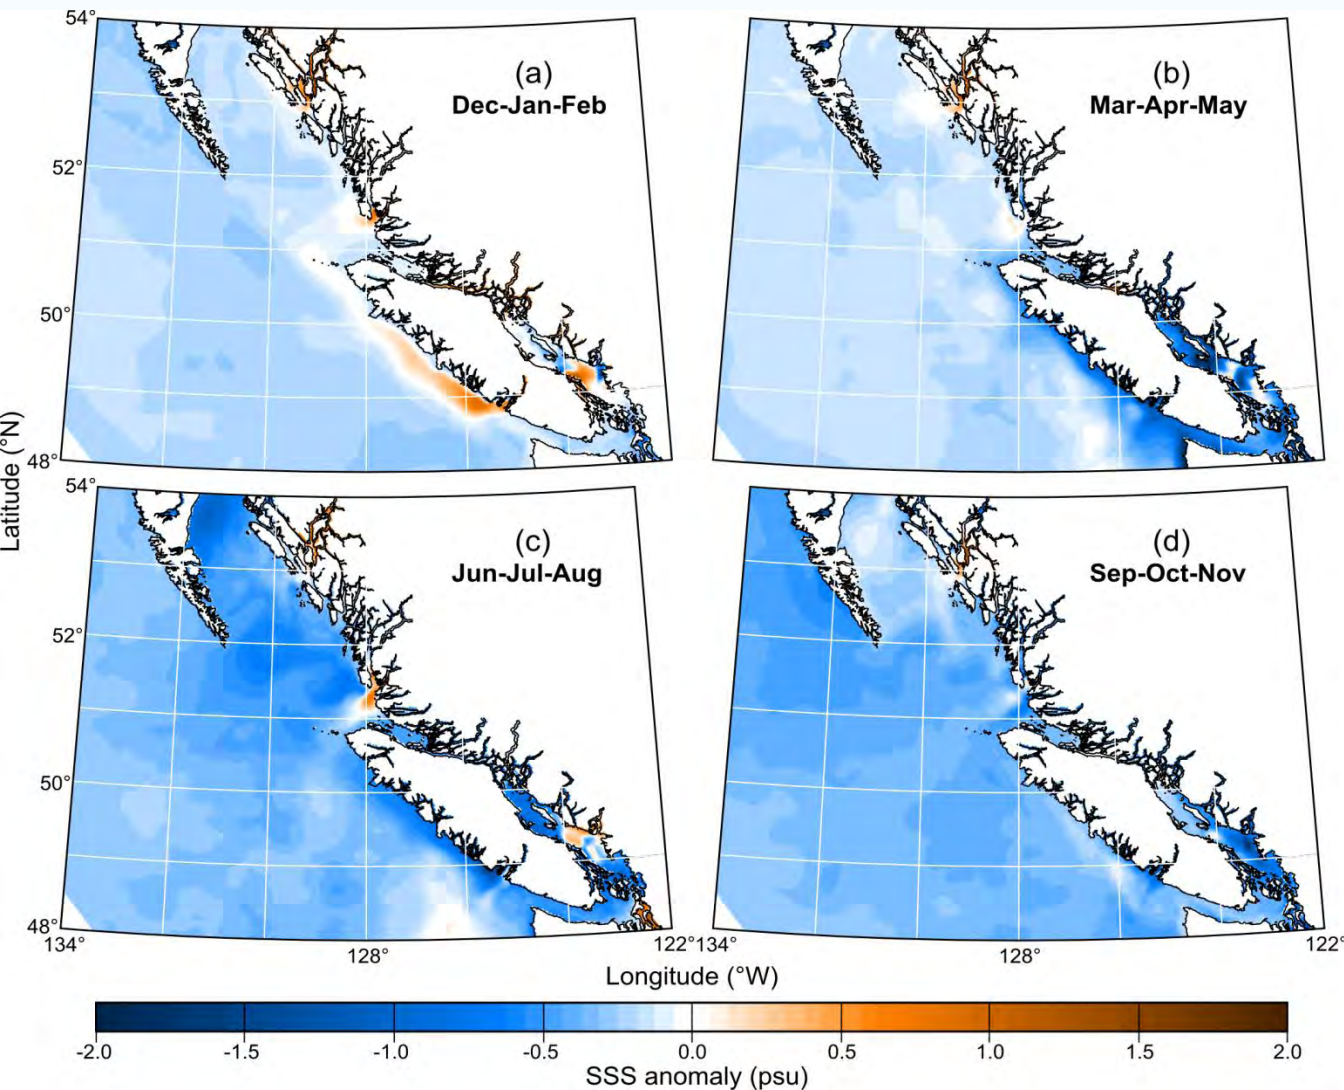 54°
(a)
Dec-Jan-Feb
(b)
Mar-Apr-May
52°
50°
48°
54°
(c)
Jun-Jul-Aug
(d)
Sep-Oct-Nov
52°
50°
48°
Latitude (°N)
134°
128°
122°
134°
128°
122°
Longitude (°W)
-2.0
-1.5
-1.0
-0.5
0.0
0.5
1.0
1.5
2.0
SSS anomaly (psu)